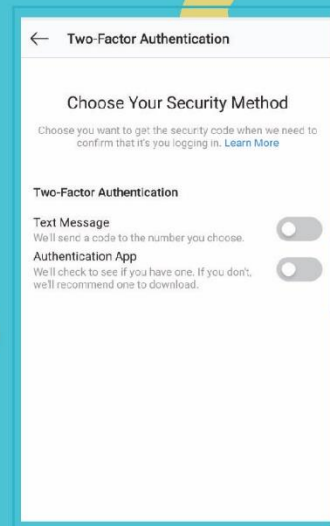 Two-Factor Authentication
Choose Your Security Method
Choose you want to get the security code when we need to
confirm that it's you logging in. Learn More
Two-Factor Authentication
Text Message
We'll send a code to the number you choose.
Authentication App
We'll check to see if you have one. If you don't,
we'll recommend one to download.